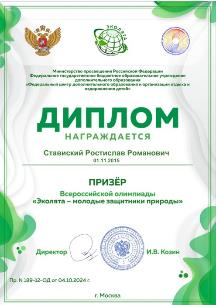 ЭКОЛЯТА
Министерство просвещения Российской Федерации
Федеральное государственное бюджетное образовательное учреждение
дополнительного образования
«Федеральный центр дополнительного образования и организации отдыха и
оздоровления детей»
ДИПЛОМ
НАГРАЖДАЕТСЯ
Ставиский Ростислав Романович
01.11.2015
ПРИЗЁР
Всероссийской олимпиады
«Эколята – молодые защитники природы»
Директор
И.В. Козин
Пр. № 189-12-ОД от 04.10.2024 г.
г. Москва